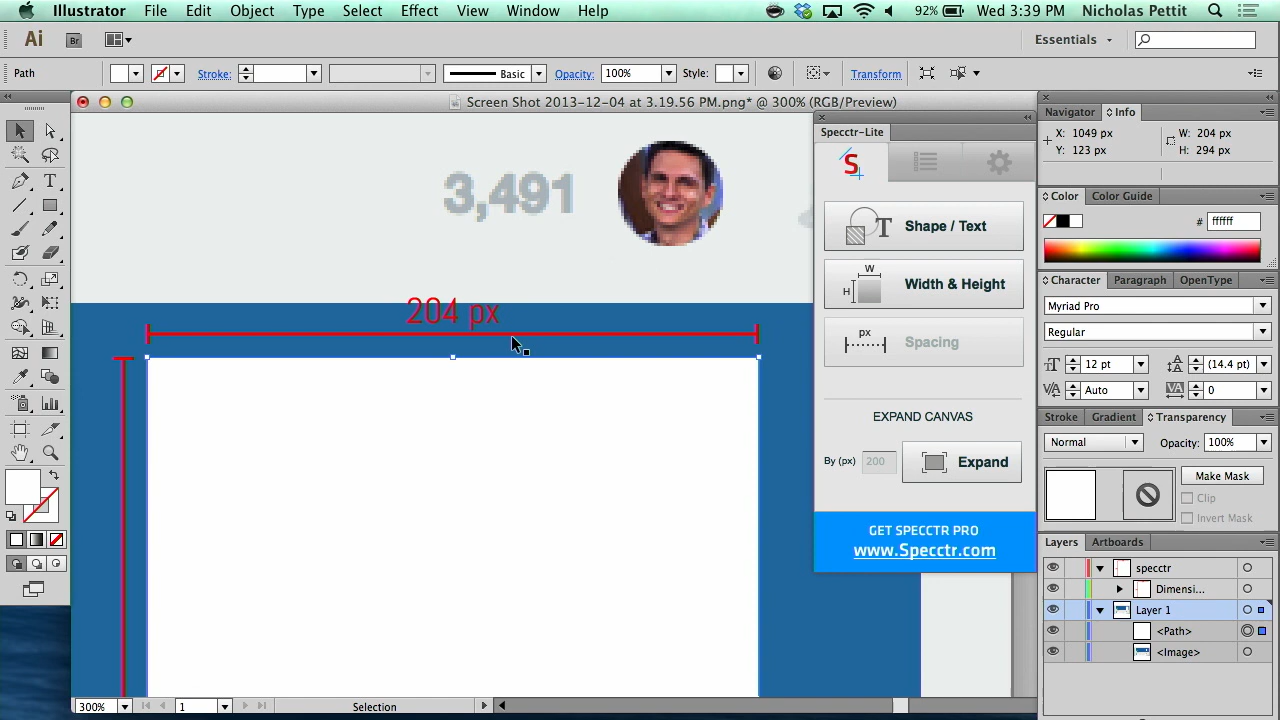 Illustrator File Edit Object Type Select Effect View Window Help 92% Wed 3:39 PM Nicholas Pettit
Ai Br Essentials
Path Stroke: Basic Opacity: 100% Style: Transform
Screen Shot 2013-12-04 at 3.19.56 PM.png* @ 300% (RGB/Preview)
3,491
204 px
300% 1 Selection
Specctr-Lite
S
Shape / Text
W
H
Width & Height
px
Spacing
EXPAND CANVAS
By (px) 200 Expand
GET SPECCTR PRO
www.Specctr.com
Navigator Info
X: 1049 px W: 204 px
Y: 123 px H: 294 px
Color Color Guide
# ffffff
Character Paragraph OpenType
Myriad Pro
Regular
12 pt (14.4 pt)
Auto 0
Stroke Gradient Transparency
Normal Opacity: 100%
Make Mask
Clip
Invert Mask
Layers Artboards
specctr
Dimensi...
Layer 1
<Path>
<Image>